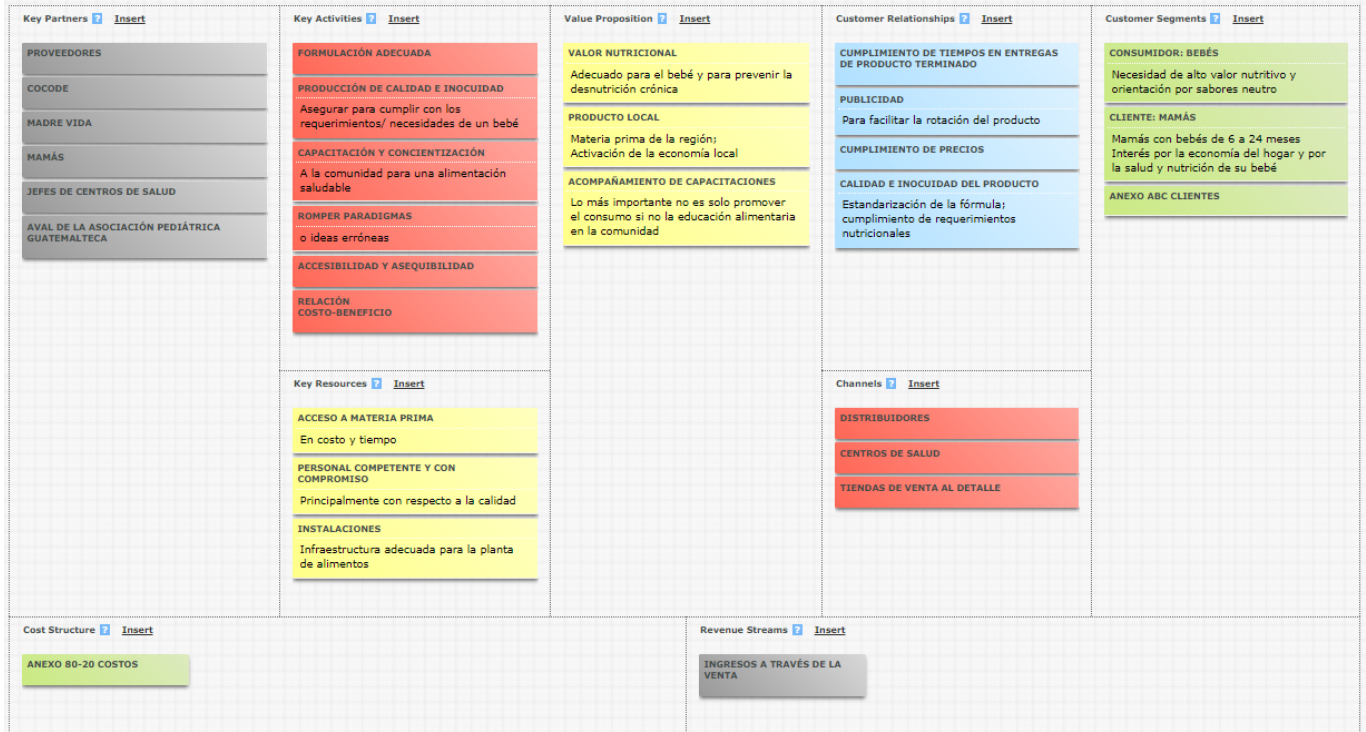 Key Partners ? Insert
PROVEEDORES
COCODE
MADRE VIDA
MAMÁS
JEFES DE CENTROS DE SALUD
AVAL DE LA ASOCIACIÓN PEDIÁTRICA
GUATEMALTECA
Key Activities ? Insert
FORMULACIÓN ADECUADA
PRODUCCIÓN DE CALIDAD E INOCUIDAD
Asegurar para cumplir con los
requerimientos/ necesidades de un bebé
CAPACITACIÓN Y CONCIENTIZACIÓN
A la comunidad para una alimentación
saludable
ROMPER PARADIGMAS
o ideas erróneas
ACCESIBILIDAD Y ASEQUIBILIDAD
RELACIÓN
COSTO-BENEFICIO
Key Resources ? Insert
ACCESO A MATERIA PRIMA
En costo y tiempo
PERSONAL COMPETENTE Y CON
COMPROMISO
Principalmente con respecto a la calidad
INSTALACIONES
Infraestructura adecuada para la planta
de alimentos
Value Proposition ? Insert
VALOR NUTRICIONAL
Adecuado para el bebé y para prevenir la
desnutrición crónica
PRODUCTO LOCAL
Materia prima de la región;
Activación de la economía local
ACOMPAÑAMIENTO DE CAPACITACIONES
Lo más importante no es solo promover
el consumo si no la educación alimentaria
en la comunidad
Customer Relationships ? Insert
CUMPLIMIENTO DE TIEMPOS EN ENTREGAS
DE PRODUCTO TERMINADO
PUBLICIDAD
Para facilitar la rotación del producto
CUMPLIMIENTO DE PRECIOS
CALIDAD E INOCUIDAD DEL PRODUCTO
Estandarización de la fórmula;
cumplimiento de requerimientos
nutricionales
Channels ? Insert
DISTRIBUIDORES
CENTROS DE SALUD
TIENDAS DE VENTA AL DETALLE
Customer Segments ? Insert
CONSUMIDOR: BEBÉS
Necesidad de alto valor nutritivo y
orientación por sabores neutro
CLIENTE: MAMÁS
Mamás con bebés de 6 a 24 meses
Interés por la economía del hogar y por
la salud y nutrición de su bebé
ANEXO ABC CLIENTES
Cost Structure ? Insert
ANEXO 80-20 COSTOS
Revenue Streams ? Insert
INGRESOS A TRAVÉS DE LA
VENTA